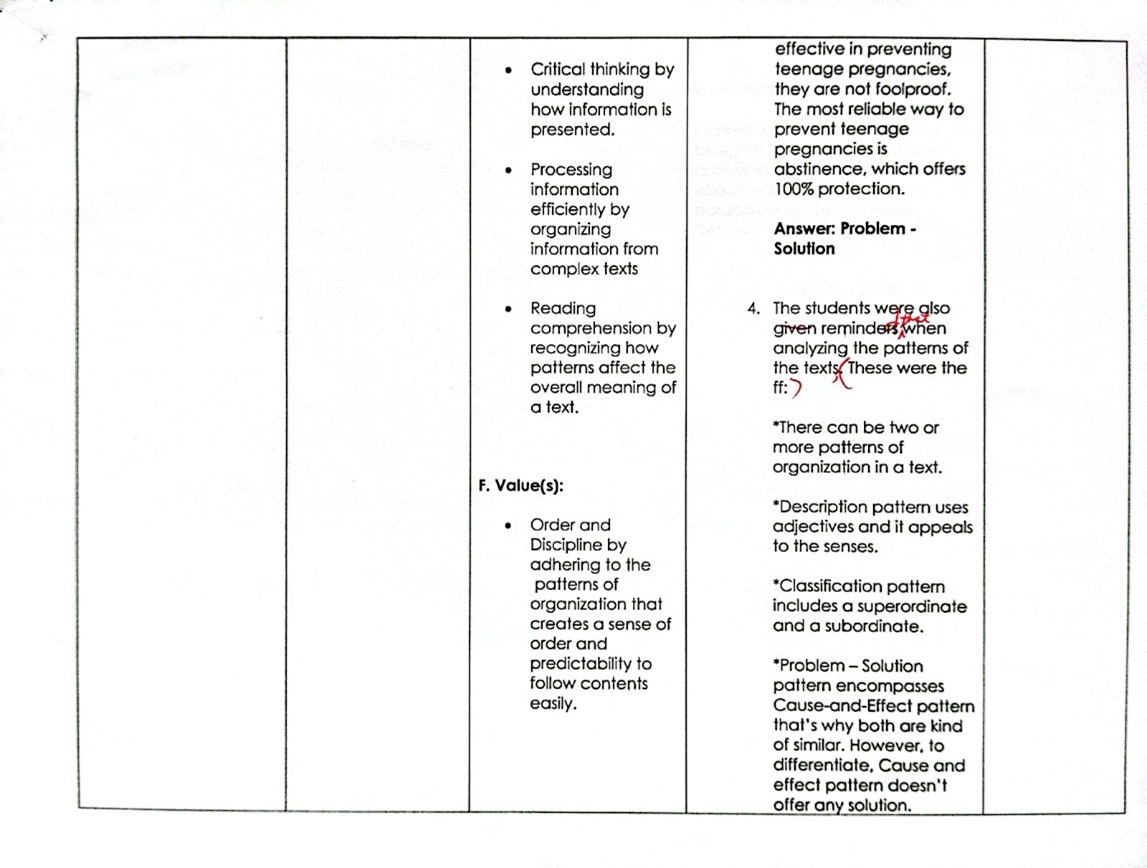 • Critical thinking by
understanding
how information is
presented.
• Processing
information
efficiently by
organizing
information from
complex texts
• Reading
comprehension by
recognizing how
patterns affect the
overall meaning of
a text.
F. Value(s):
• Order and
Discipline by
adhering to the
patterns of
organization that
creates a sense of
order and
predictability to
follow contents
easily.
effective in preventing
teenage pregnancies,
they are not foolproof.
The most reliable way to
prevent teenage
pregnancies is
abstinence, which offers
100% protection.
Answer: Problem -
Solution
4. The students were also
given reminders when
analyzing the patterns of
the texts. (These were the
ff:)
*There can be two or
more patterns of
organization in a text.
*Description pattern uses
adjectives and it appeals
to the senses.
*Classification pattern
includes a superordinate
and a subordinate.
*Problem – Solution
pattern encompasses
Cause-and-Effect pattern
that's why both are kind
of similar. However, to
differentiate, Cause and
effect pattern doesn't
offer any solution.